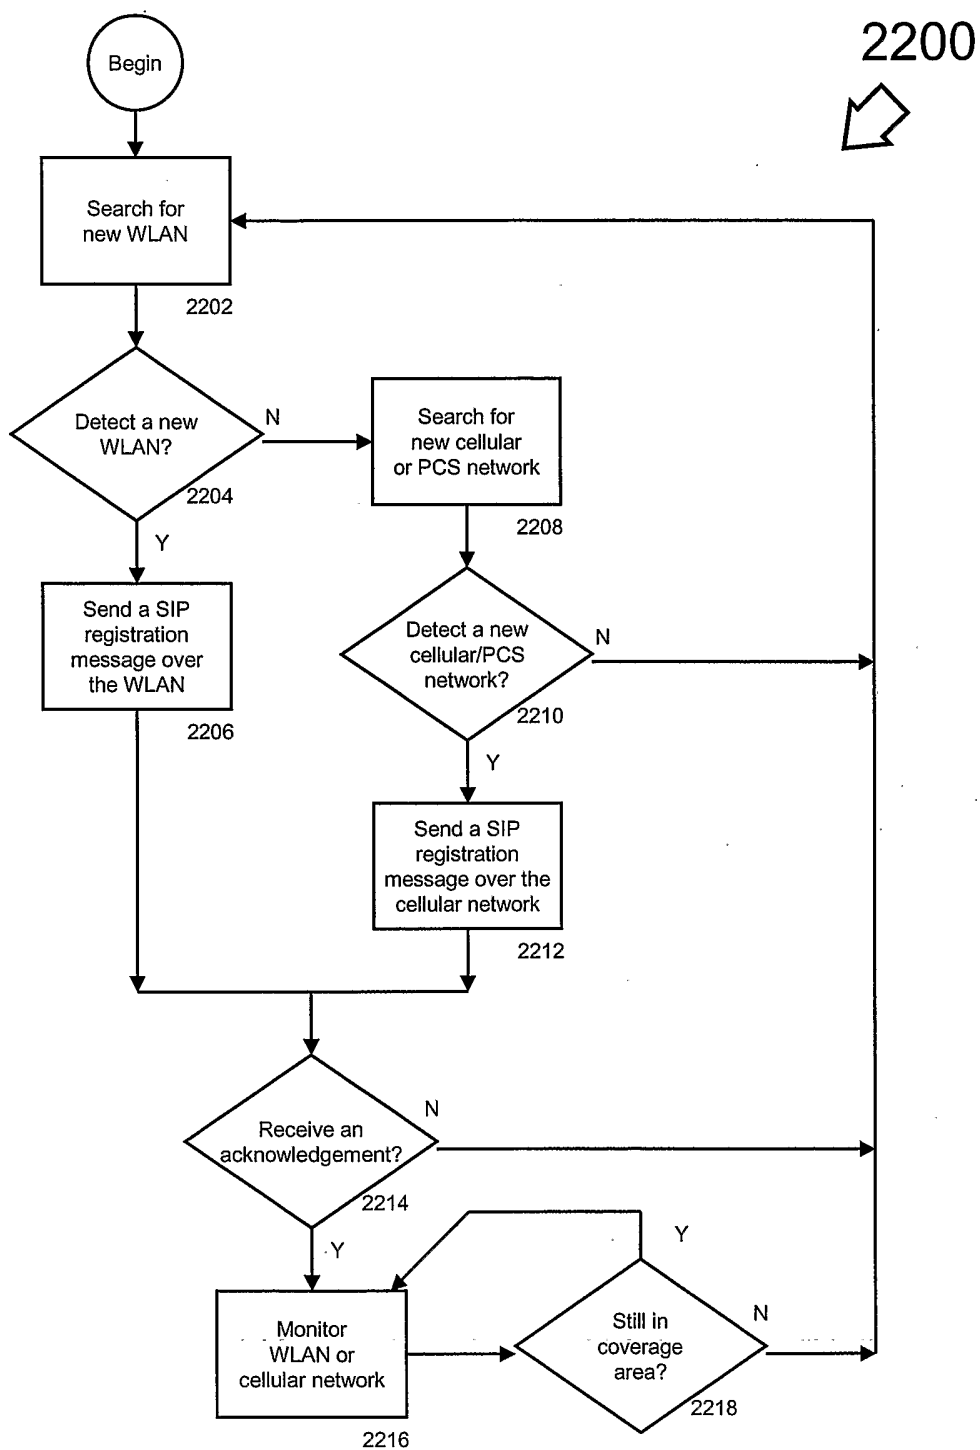 2200
Begin
Search for
new WLAN
2202
Detect a new
WLAN?
N
2204
Y
Search for
new cellular
or PCS network
2208
Send a SIP
registration
message over
the WLAN
2206
Detect a new
cellular/PCS
network?
N
2210
Y
Send a SIP
registration
message over the
cellular network
2212
Receive an
acknowledgement?
N
2214
Y
Monitor
WLAN or
cellular network
2216
Y
Still in
coverage
area?
N
2218